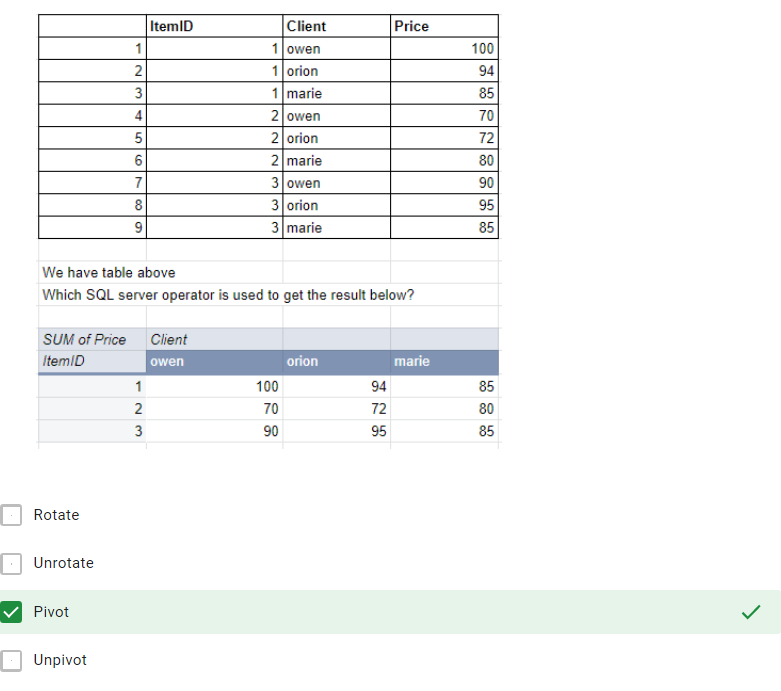 ItemID Client Price
1 1 owen 100
2 1 orion 94
3 1 marie 85
4 2 owen 70
5 2 orion 72
6 2 marie 80
7 3 owen 90
8 3 orion 95
9 3 marie 85
We have table above
Which SQL server operator is used to get the result below?
SUM of Price Client
ItemID owen orion marie
1 100 94 85
2 70 72 80
3 90 95 85
Rotate
Unrotate
Pivot
Unpivot